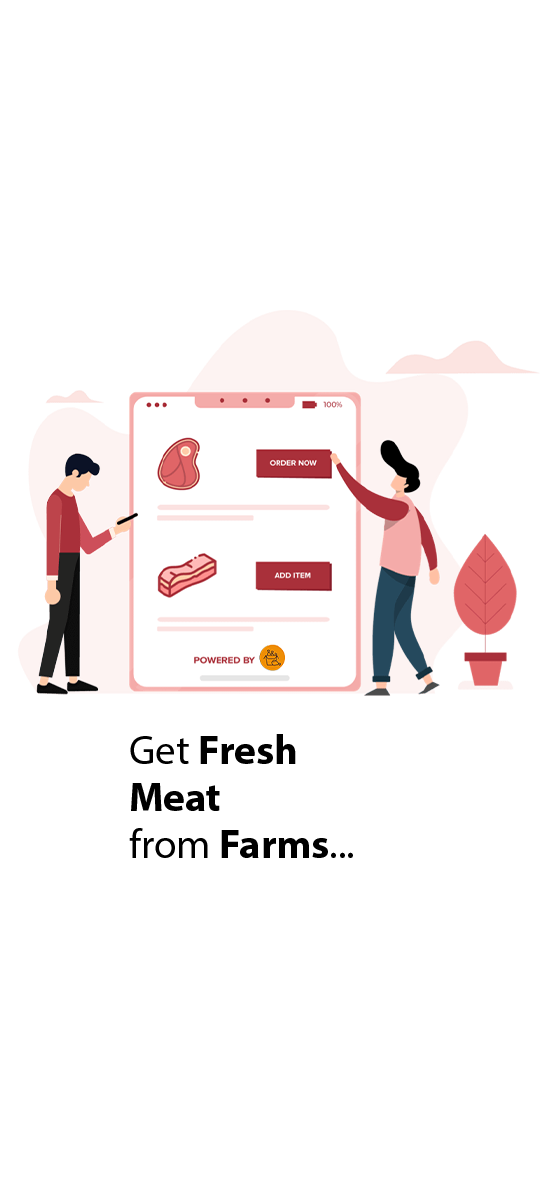 100%
ORDER NOW
ADD ITEM
POWERED BY
Get Fresh
Meat
from Farms...